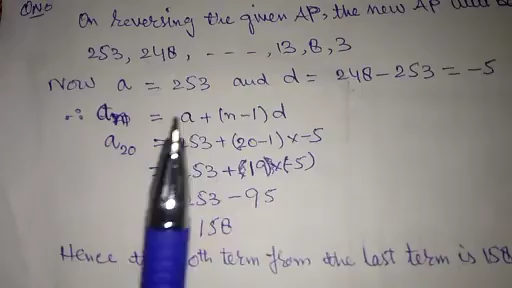 On reversing the given AP, the new AP will be
253, 248, - - - -, 13, 8, 3
Now a = 253 and d = 248 - 253 = -5
∴ = a + (n-1)d
a₂₀ = 253 + (20-1) x -5
= 253 + (19)x(-5)
253 - 95
158
Hence the term from the last term is 158